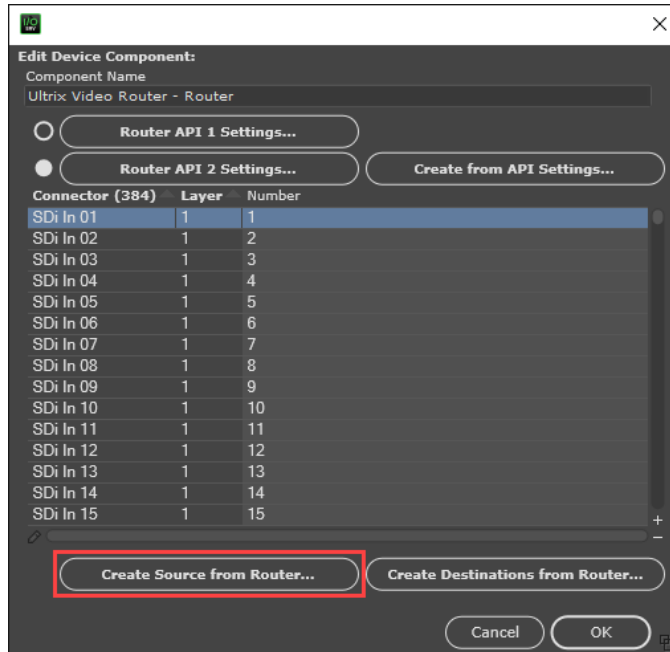 I/O
Edit Device Component:
Component Name
Ultrix Video Router - Router
Router API 1 Settings...
Router API 2 Settings... Create from API Settings...
Connector (384) Layer Number
SDi In 01 1 1
SDi In 02 1 2
SDi In 03 1 3
SDi In 04 1 4
SDi In 05 1 5
SDi In 06 1 6
SDi In 07 1 7
SDi In 08 1 8
SDi In 09 1 9
SDi In 10 1 10
SDi In 11 1 11
SDi In 12 1 12
SDi In 13 1 13
SDi In 14 1 14
SDi In 15 1 15
Create Source from Router... Create Destinations from Router...
Cancel OK